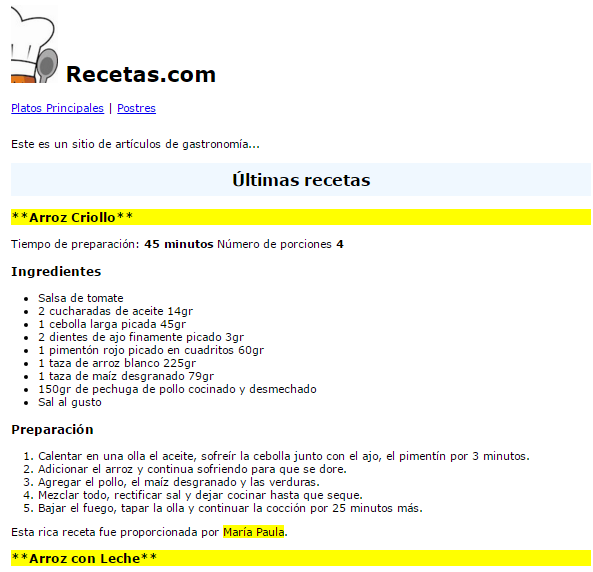 Recetas.com
Platos Principales | Postres
Este es un sitio de artículos de gastronomía...
Últimas recetas
**Arroz Criollo**
Tiempo de preparación: 45 minutos Número de porciones 4
Ingredientes
• Salsa de tomate
• 2 cucharadas de aceite 14gr
• 1 cebolla larga picada 45gr
• 2 dientes de ajo finamente picado 3gr
• 1 pimentón rojo picado en cuadritos 60gr
• 1 taza de arroz blanco 225gr
• 1 taza de maíz desgranado 79gr
• 150gr de pechuga de pollo cocinado y desmechado
• Sal al gusto
Preparación
1. Calentar en una olla el aceite, sofreír la cebolla junto con el ajo, el pimentín por 3 minutos.
2. Adicionar el arroz y continua sofriendo para que se dore.
3. Agregar el pollo, el maíz desgranado y las verduras.
4. Mezclar todo, rectificar sal y dejar cocinar hasta que seque.
5. Bajar el fuego, tapar la olla y continuar la cocción por 25 minutos más.
Esta rica receta fue proporcionada por María Paula.
**Arroz con Leche**